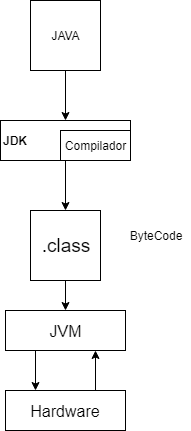 JAVA
JDK
Compilador
.class
ByteCode
JVM
Hardware